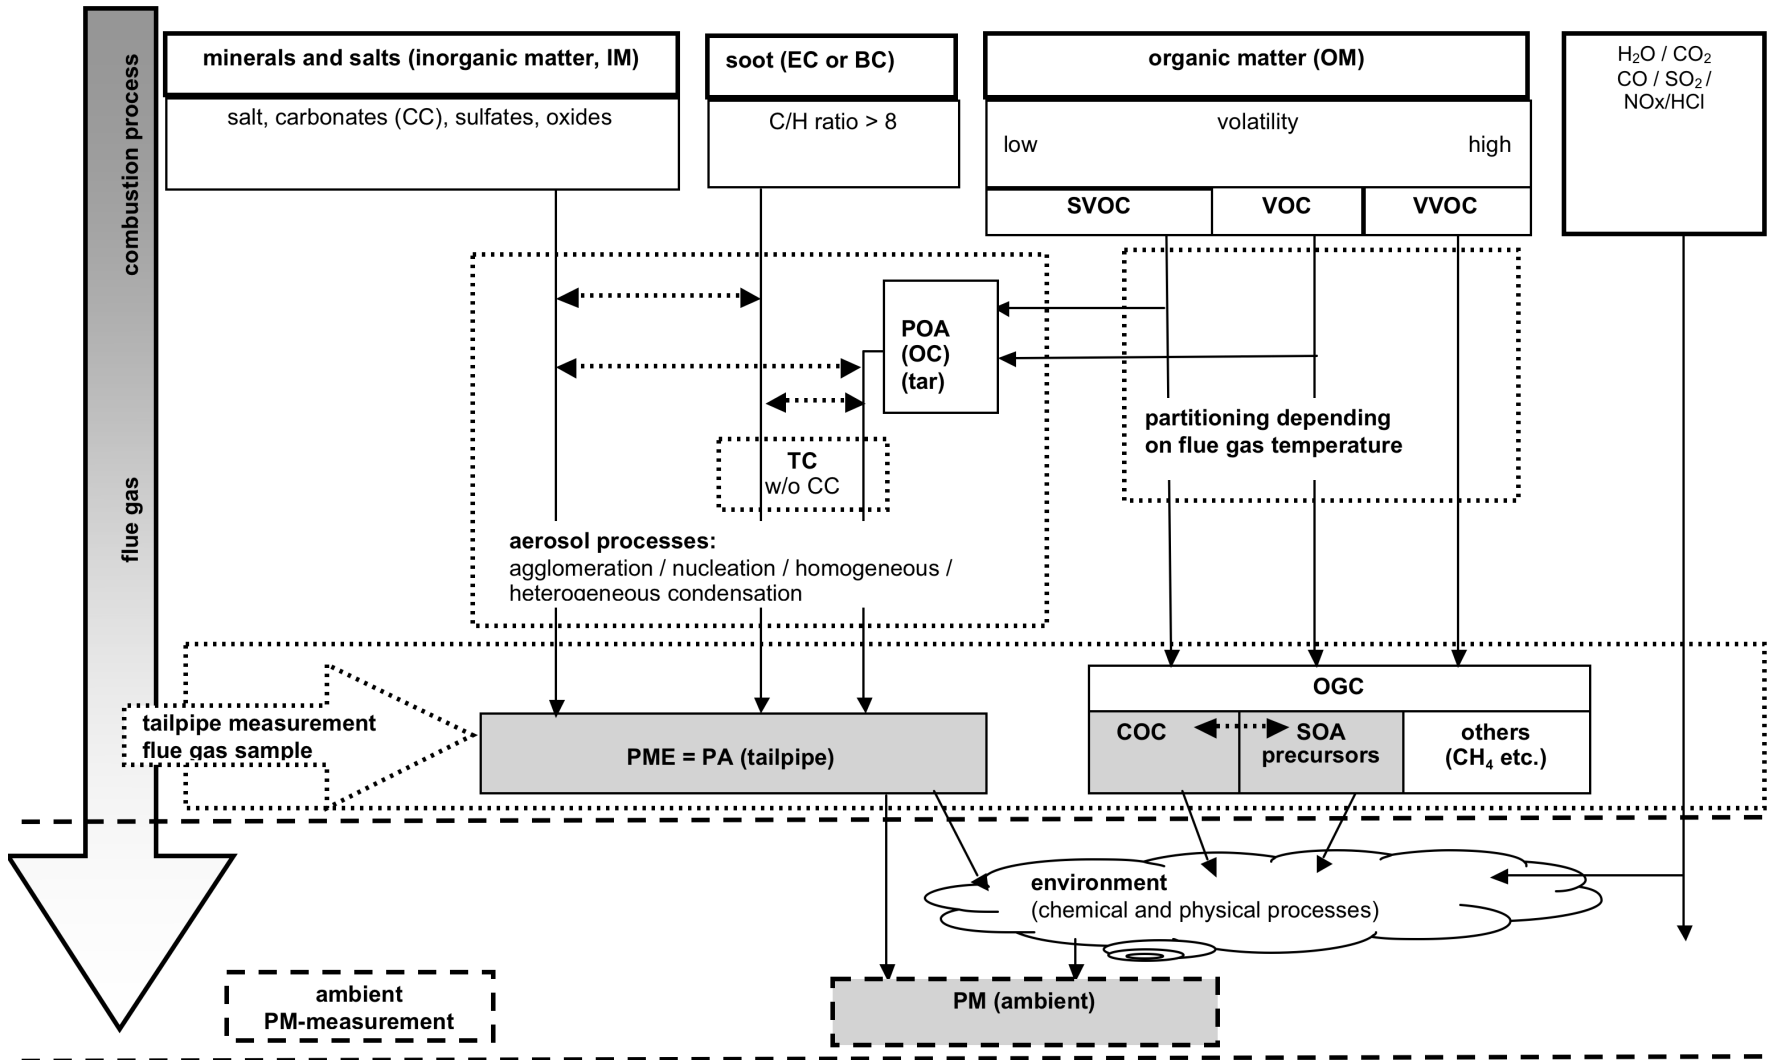 combustion process
flue gas
minerals and salts (inorganic matter, IM)
salt, carbonates (CC), sulfates, oxides
soot (EC or BC)
C/H ratio > 8
organic matter (OM)
volatility
low
high
SVOC
VOC
VVOC
H₂O / CO₂
CO / SO₂ /
NOx/HCl
POA
(OC)
(tar)
partitioning depending
on flue gas temperature
TC
w/o CC
aerosol processes:
agglomeration / nucleation / homogeneous /
heterogeneous condensation
tailpipe measurement
flue gas sample
PME = PA (tailpipe)
OGC
COC
SOA
precursors
others
(CH₄ etc.)
environment
(chemical and physical processes)
ambient
PM-measurement
PM (ambient)